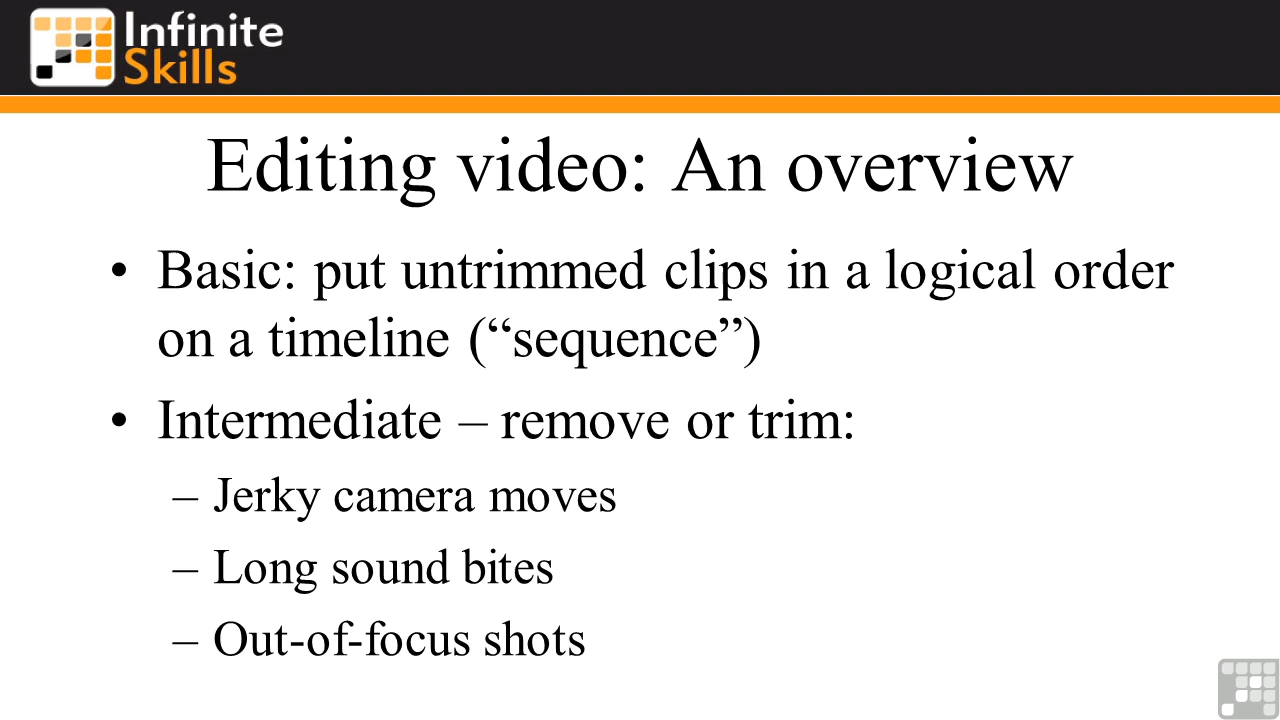 Infinite
Skills
Editing video: An overview
• Basic: put untrimmed clips in a logical order
on a timeline (“sequence”)
• Intermediate – remove or trim:
– Jerky camera moves
– Long sound bites
– Out-of-focus shots